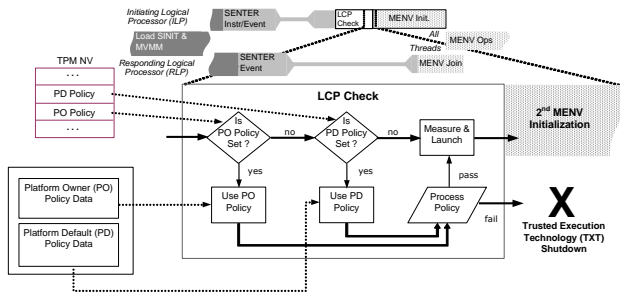 Initiating Logical
Processor (ILP)
SENTER
Instr/Event
LCP
Check
MENV Init.
All
Threads
Load SINIT &
MVMM
MENV Ops
Responding Logical
Processor (RLP)
SENTER
Event
MENV Join
TPM NV
...
PD Policy
PO Policy
...
LCP Check
Is
PO Policy
Set ?
no
Is
PD Policy
Set ?
no
Measure &
Launch
2nd MENV
Initialization
yes
yes
pass
Use PO
Policy
Use PD
Policy
Process
Policy
fail
X
Trusted Execution
Technology (TXT)
Shutdown
Platform Owner (PO)
Policy Data
Platform Default (PD)
Policy Data